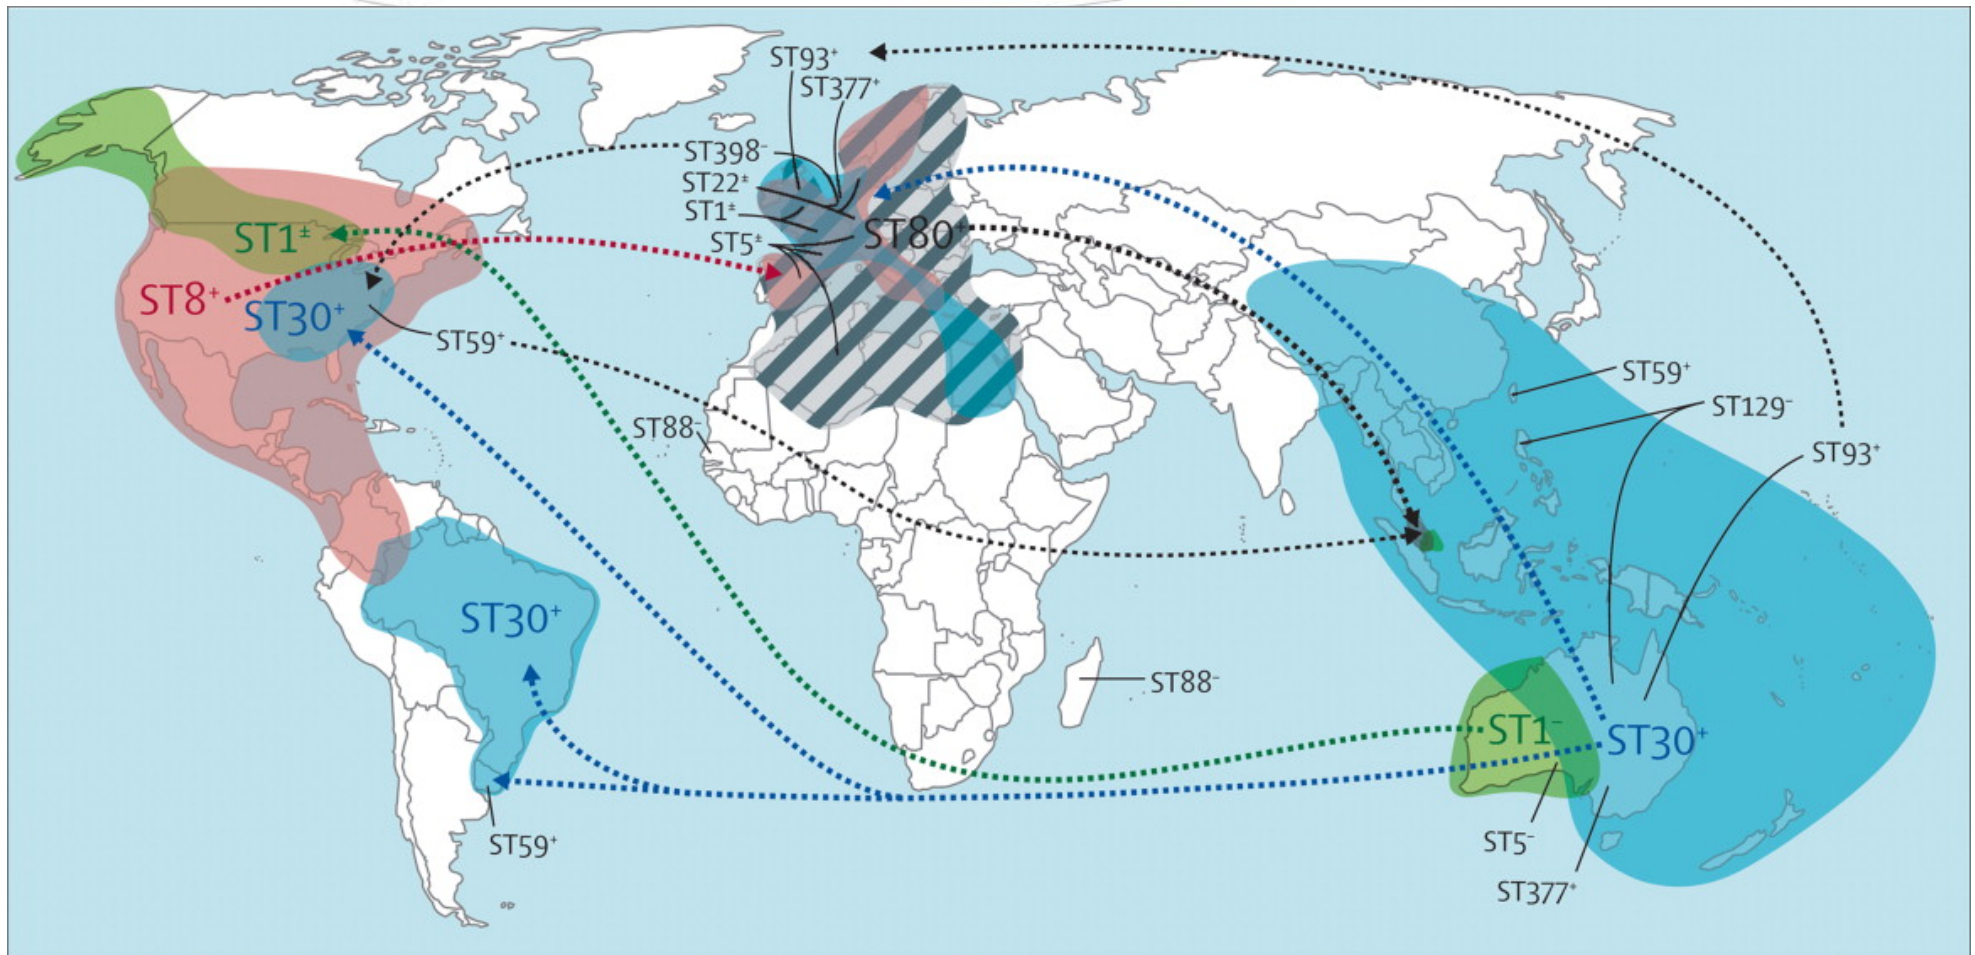 ST93⁺
ST377⁺
ST398⁻
ST22±
ST1±
ST5±
ST80⁺
ST1±
ST8⁺
ST30⁺
ST59⁺
ST59⁺
ST129⁻
ST88⁻
ST93⁺
ST30⁺
ST88⁻
ST1⁻
ST30⁺
ST59⁺
ST5⁻
ST377⁺